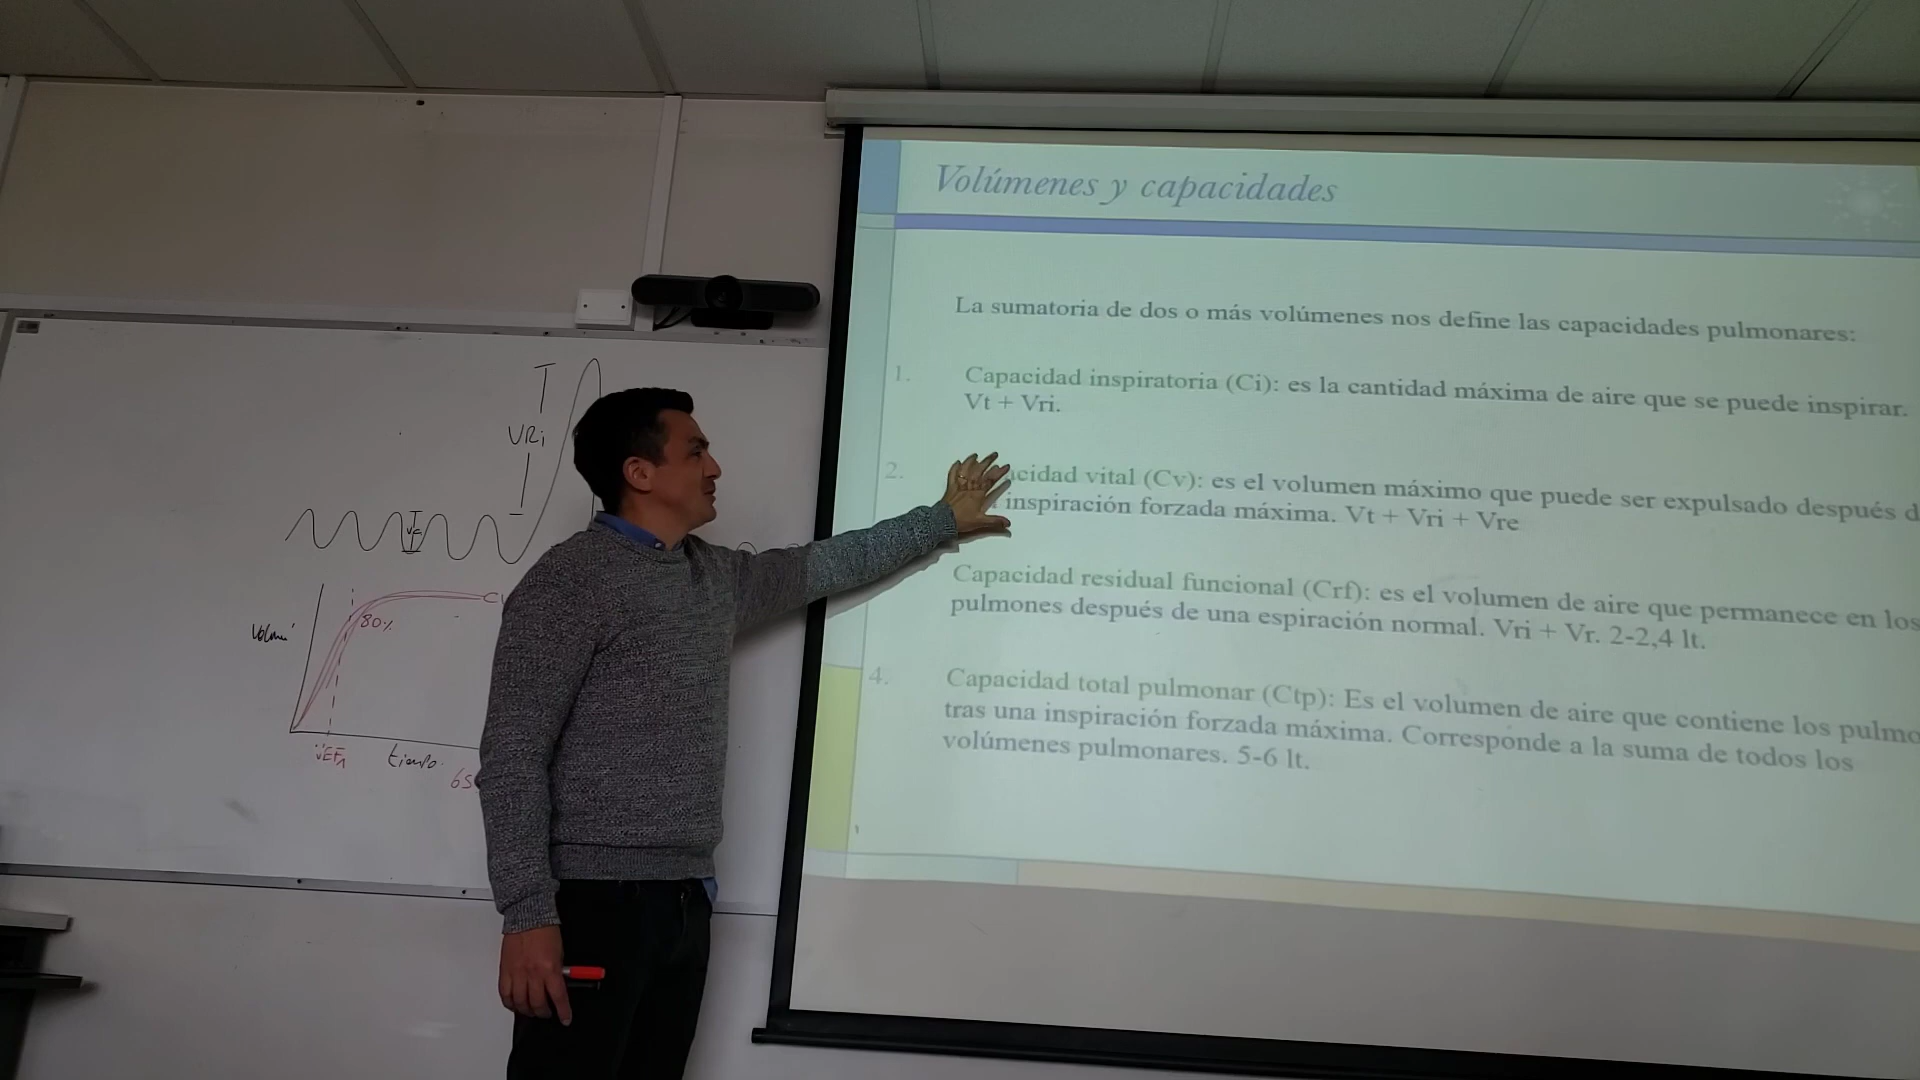 Volúmenes y capacidades
La sumatoria de dos o más volúmenes nos define las capacidades pulmonares:
1. Capacidad inspiratoria (Ci): es la cantidad máxima de aire que se puede inspirar.
Vt + Vri.
2. acidad vital (Cv): es el volumen máximo que puede ser expulsado después d
inspiración forzada máxima. Vt + Vri + Vre
Capacidad residual funcional (Crf): es el volumen de aire que permanece en los
pulmones después de una espiración normal. Vri + Vr. 2-2,4 lt.
4. Capacidad total pulmonar (Ctp): Es el volumen de aire que contiene los pulmo
tras una inspiración forzada máxima. Corresponde a la suma de todos los
volúmenes pulmonares. 5-6 lt.
VRi
80%
VEF1
tiempo